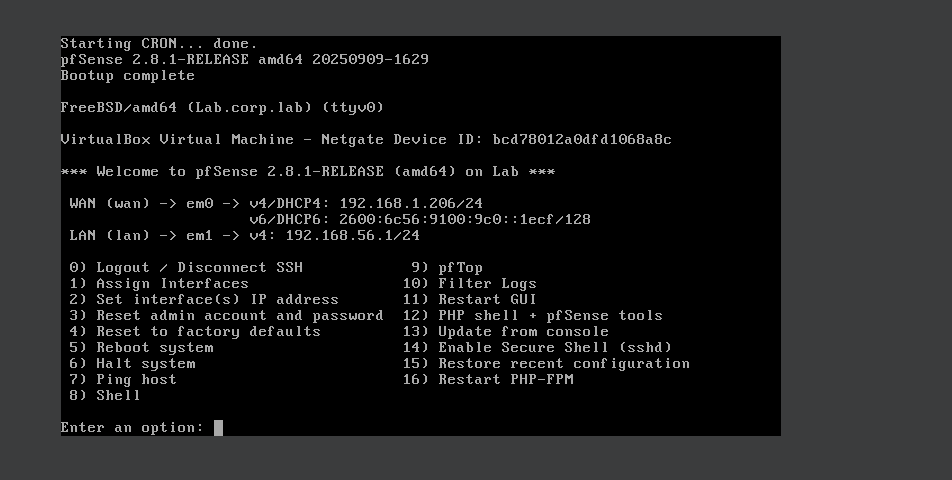 Starting CRON... done.
pfSense 2.8.1-RELEASE amd64 20250909-1629
Bootup complete
FreeBSD/amd64 (Lab.corp.lab) (ttyv0)
VirtualBox Virtual Machine - Netgate Device ID: bcd78012a0dfd1068a8c
*** Welcome to pfSense 2.8.1-RELEASE (amd64) on Lab ***
WAN (wan) -> em0 -> v4/DHCP4: 192.168.1.206/24
v6/DHCP6: 2600:6c56:9100:9c0::1ecf/128
LAN (lan) -> em1 -> v4: 192.168.56.1/24
0) Logout / Disconnect SSH 9) pfTop
1) Assign Interfaces 10) Filter Logs
2) Set interface(s) IP address 11) Restart GUI
3) Reset admin account and password 12) PHP shell + pfSense tools
4) Reset to factory defaults 13) Update from console
5) Reboot system 14) Enable Secure Shell (sshd)
6) Halt system 15) Restore recent configuration
7) Ping host 16) Restart PHP-FPM
8) Shell
Enter an option: